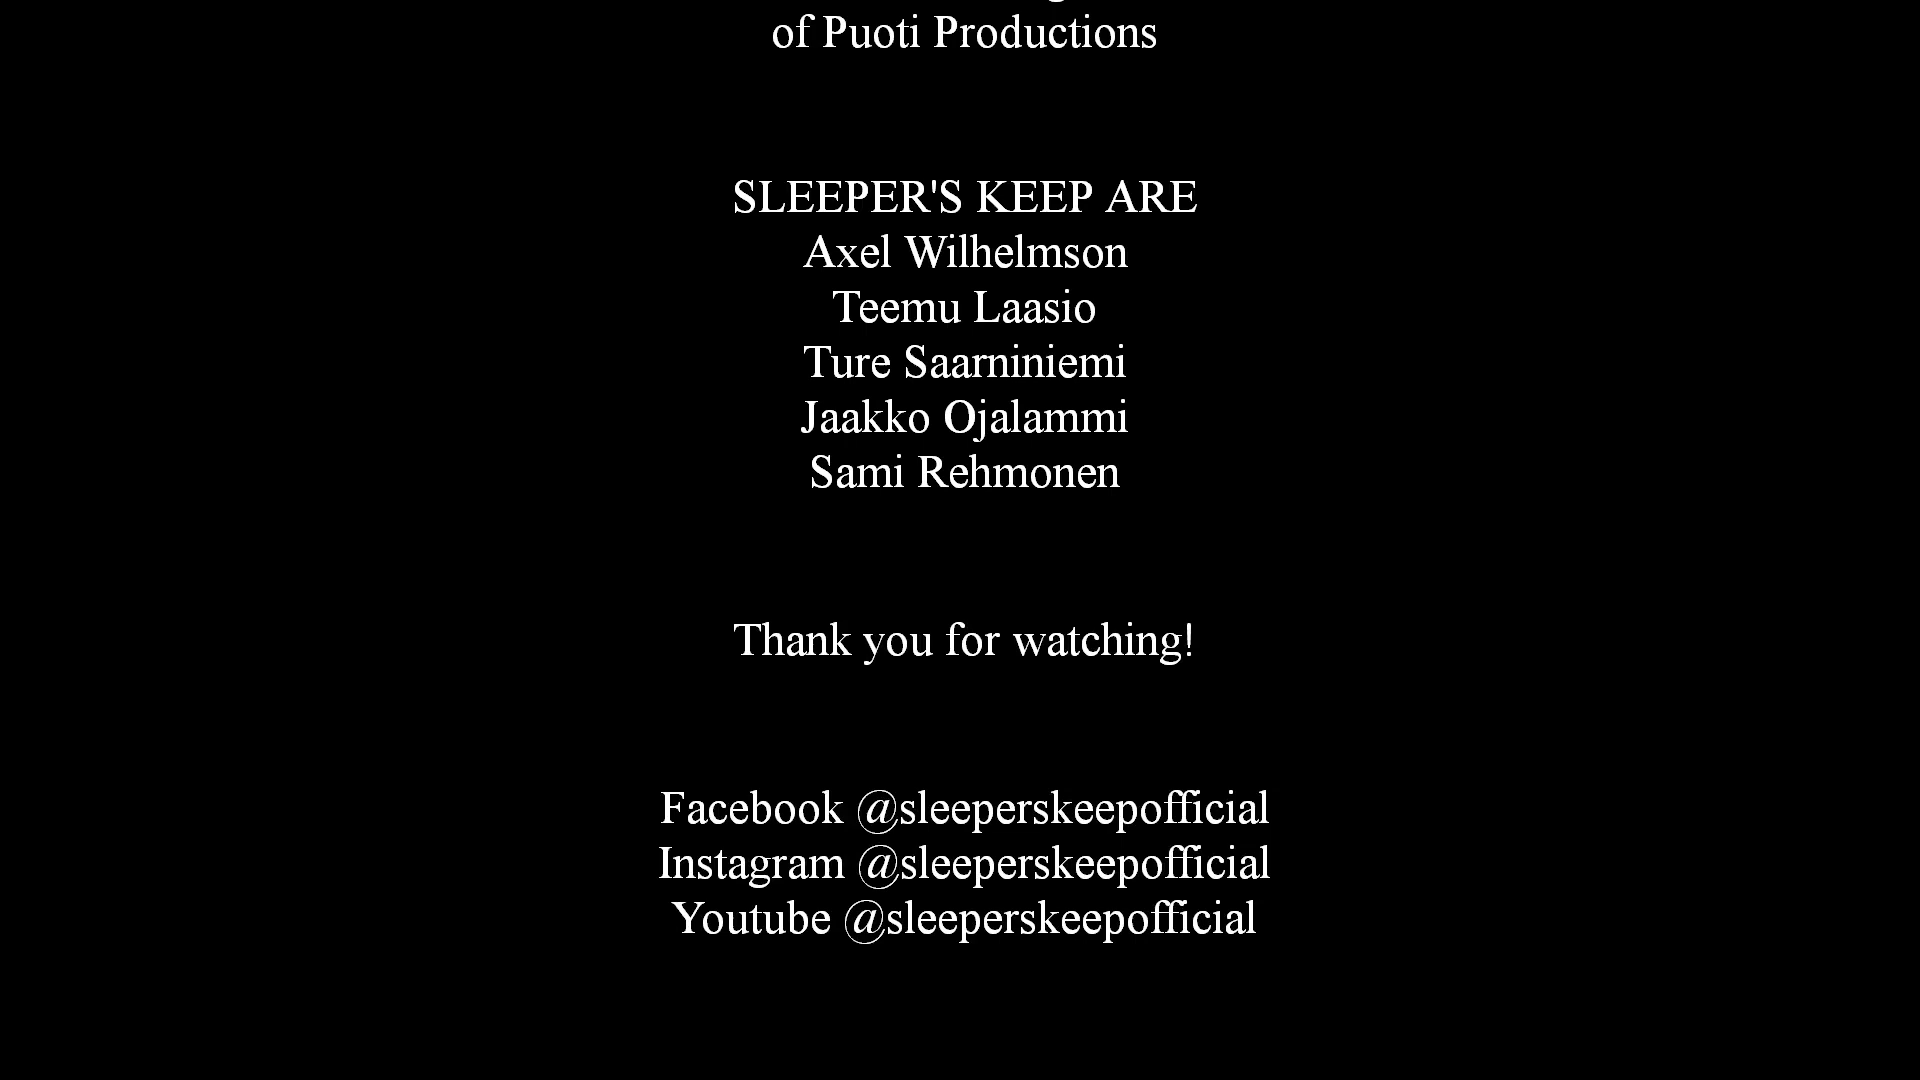 of Puoti Productions
SLEEPER'S KEEP ARE
Axel Wilhelmson
Teemu Laasio
Ture Saarniniemi
Jaakko Ojalammi
Sami Rehmonen
Thank you for watching!
Facebook @sleeperskeepofficial
Instagram @sleeperskeepofficial
Youtube @sleeperskeepofficial